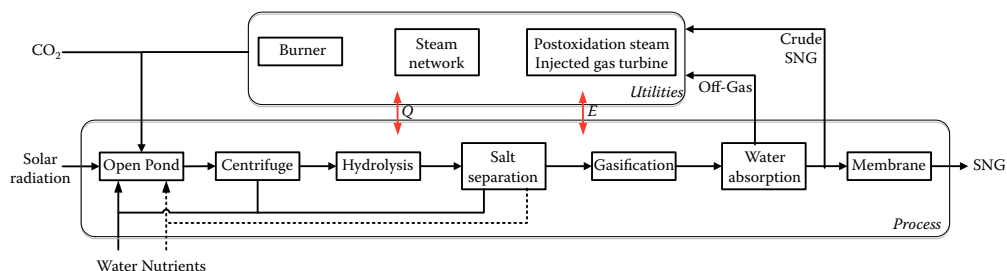 CO2
Burner
Steam
network
Postoxidation steam
Injected gas turbine
Utilities
Crude
SNG
Off-Gas
Q
E
Solar
radiation
Open Pond
Centrifuge
Hydrolysis
Salt
separation
Gasification
Water
absorption
Membrane
SNG
Process
Water Nutrients